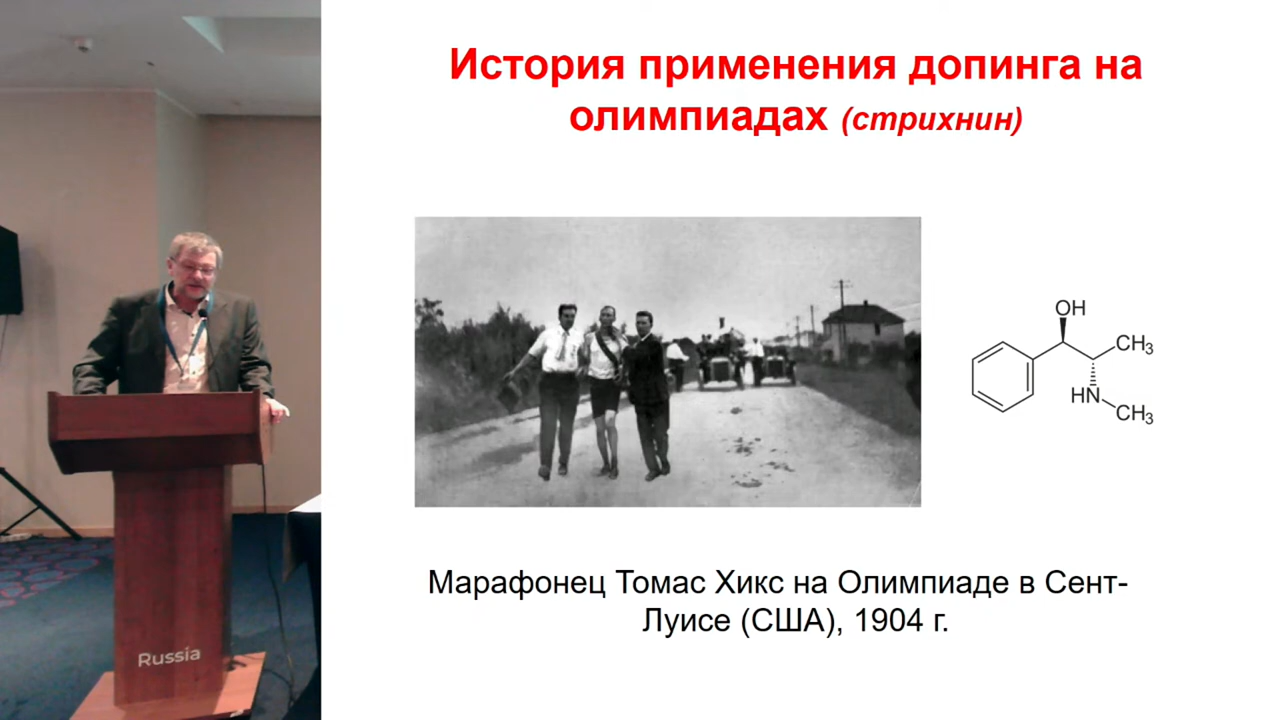 История применения допинга на
олимпиадах (стрихнин)
OH
CH3
HN
CH3
Марафонец Томас Хикс на Олимпиаде в Сент-
Луисе (США), 1904 г.
Russia